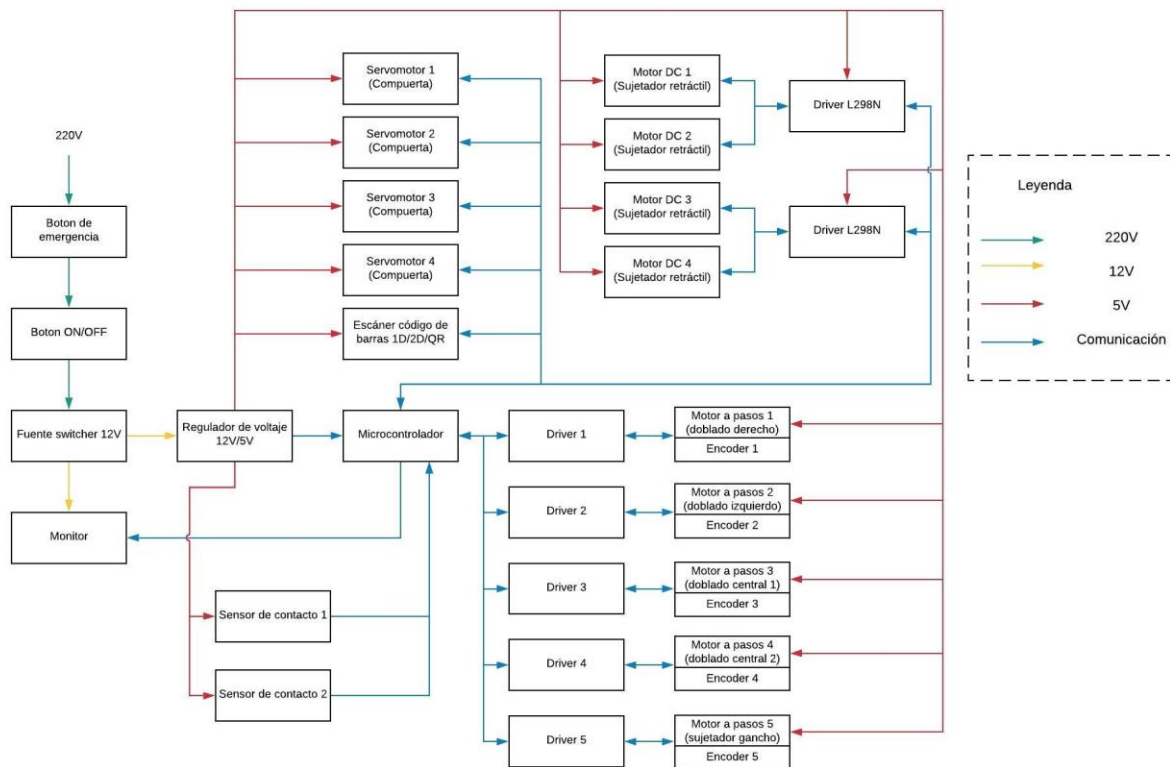 220V
Boton de
emergencia
Boton ON/OFF
Fuente switcher 12V
Monitor
Regulador de voltaje
12V/5V
Servomotor 1
(Compuerta)
Servomotor 2
(Compuerta)
Servomotor 3
(Compuerta)
Servomotor 4
(Compuerta)
Escáner código de
barras 1D/2D/QR
Microcontrolador
Sensor de contacto 1
Sensor de contacto 2
Motor DC 1
(Sujetador retráctil)
Motor DC 2
(Sujetador retráctil)
Motor DC 3
(Sujetador retráctil)
Motor DC 4
(Sujetador retráctil)
Driver L298N
Driver L298N
Driver 1
Motor a pasos 1
(doblado derecho)
Encoder 1
Driver 2
Motor a pasos 2
(doblado izquierdo)
Encoder 2
Driver 3
Motor a pasos 3
(doblado central 1)
Encoder 3
Driver 4
Motor a pasos 4
(doblado central 2)
Encoder 4
Driver 5
Motor a pasos 5
(sujetador gancho)
Encoder 5
Leyenda
220V
12V
5V
Comunicación